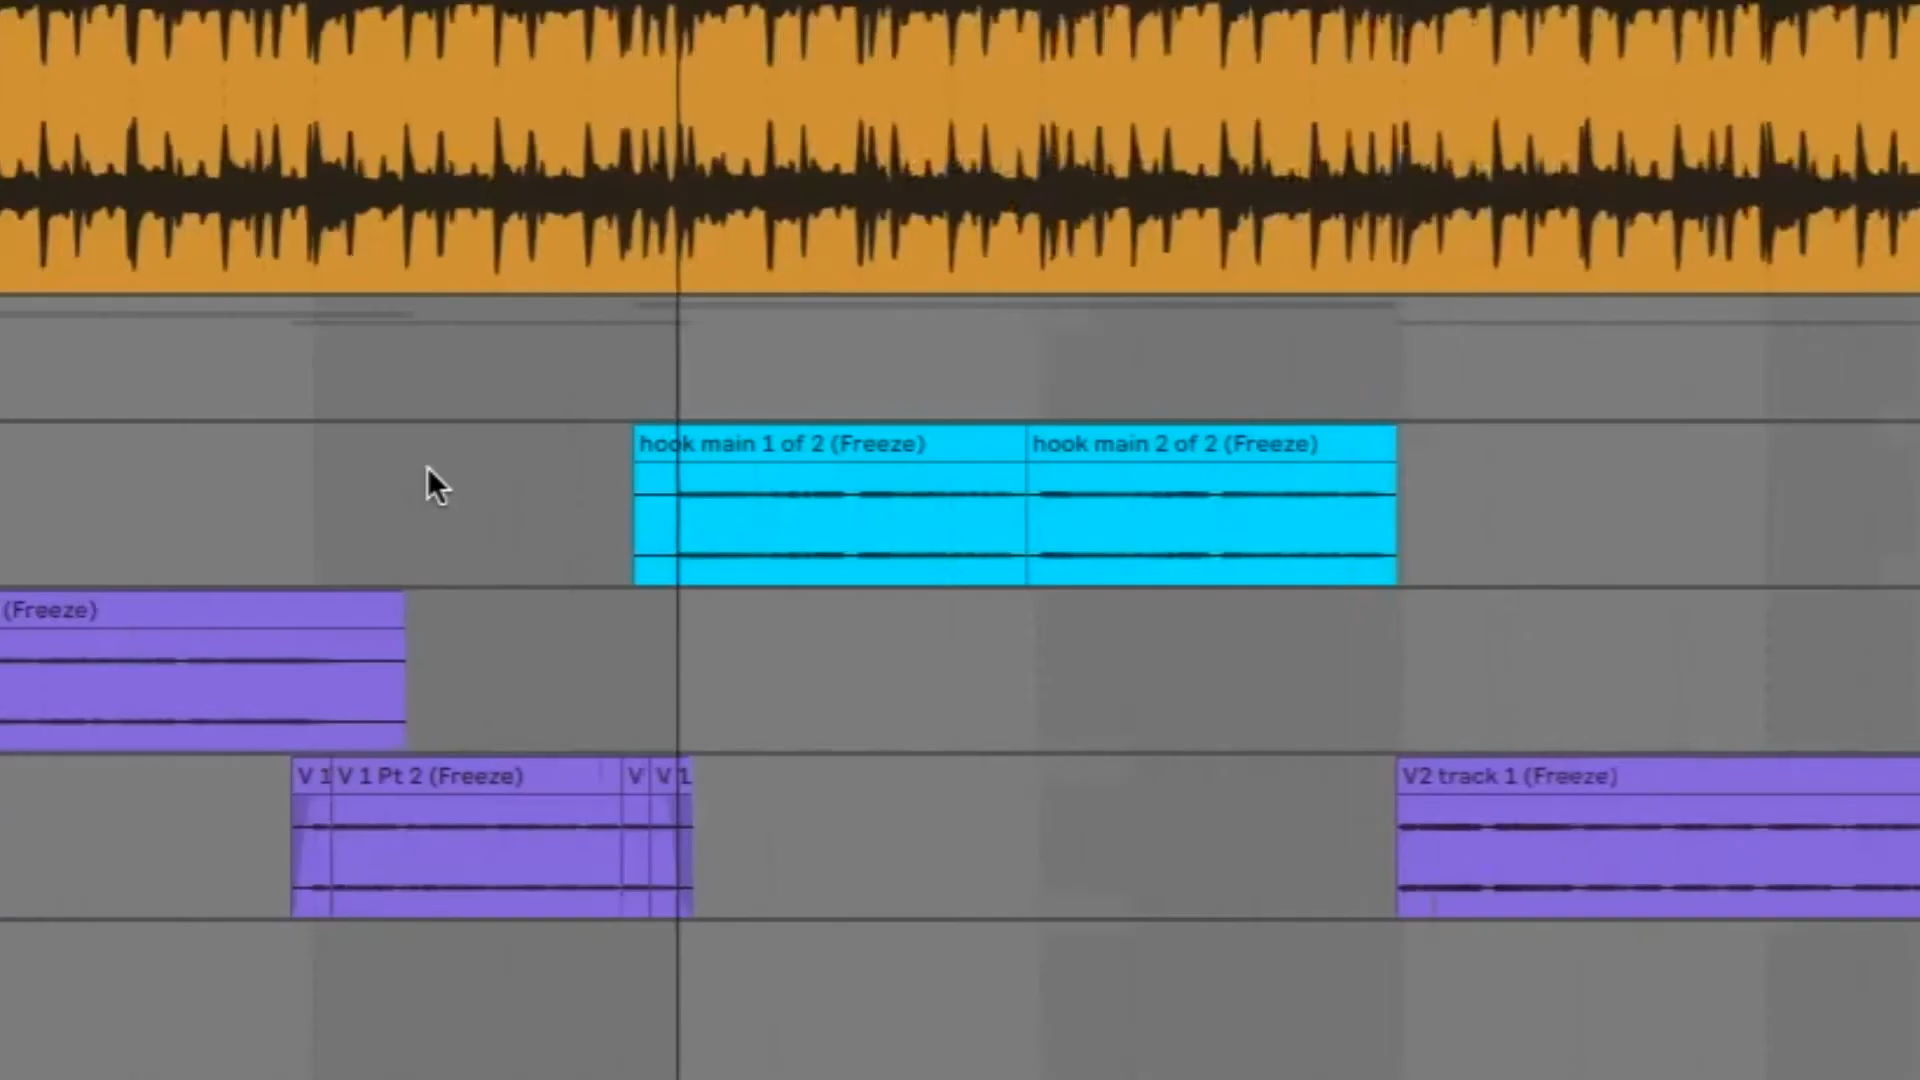 hook main 1 of 2 (Freeze) hook main 2 of 2 (Freeze)
(Freeze)
V 1 V 1 Pt 2 (Freeze) V V 1 V2 track 1 (Freeze)